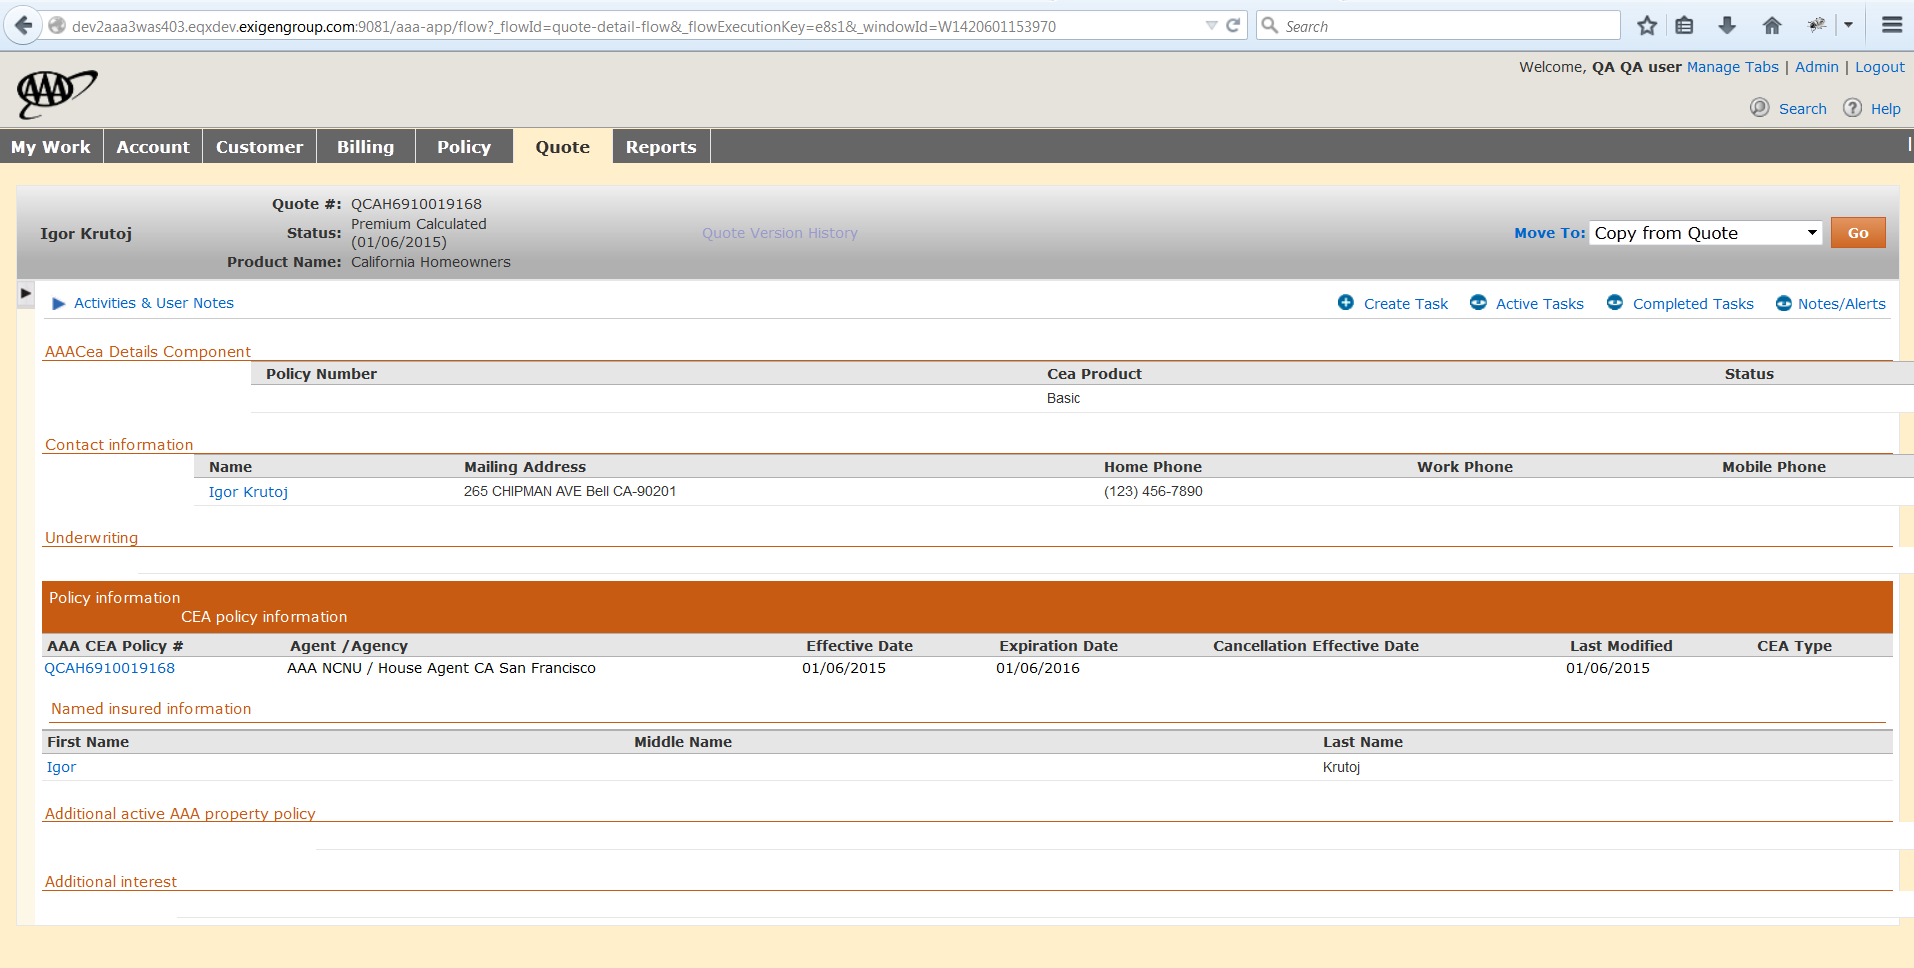 dev2aaa3was403.eqxdev.exigengroup.com:9081/aaa-app/flow?_flowId=quote-detail-flow&_flowExecutionKey=e8s1&_windowId=W1420601153970
Search
AAA
Welcome, QA QA user Manage Tabs | Admin | Logout
Search Help
My Work Account Customer Billing Policy Quote Reports
Igor Krutoj
Quote #: QCAH6910019168
Status: Premium Calculated (01/06/2015)
Product Name: California Homeowners
Quote Version History
Move To: Copy from Quote Go
Activities & User Notes
Create Task Active Tasks Completed Tasks Notes/Alerts
AAACea Details Component
Policy Number Cea Product Status
Basic
Contact information
Name Mailing Address Home Phone Work Phone Mobile Phone
Igor Krutoj 265 CHIPMAN AVE Bell CA-90201 (123) 456-7890
Underwriting
Policy information
CEA policy information
AAA CEA Policy # Agent /Agency Effective Date Expiration Date Cancellation Effective Date Last Modified CEA Type
QCAH6910019168 AAA NCNU / House Agent CA San Francisco 01/06/2015 01/06/2016 01/06/2015
Named insured information
First Name Middle Name Last Name
Igor Krutoj
Additional active AAA property policy
Additional interest